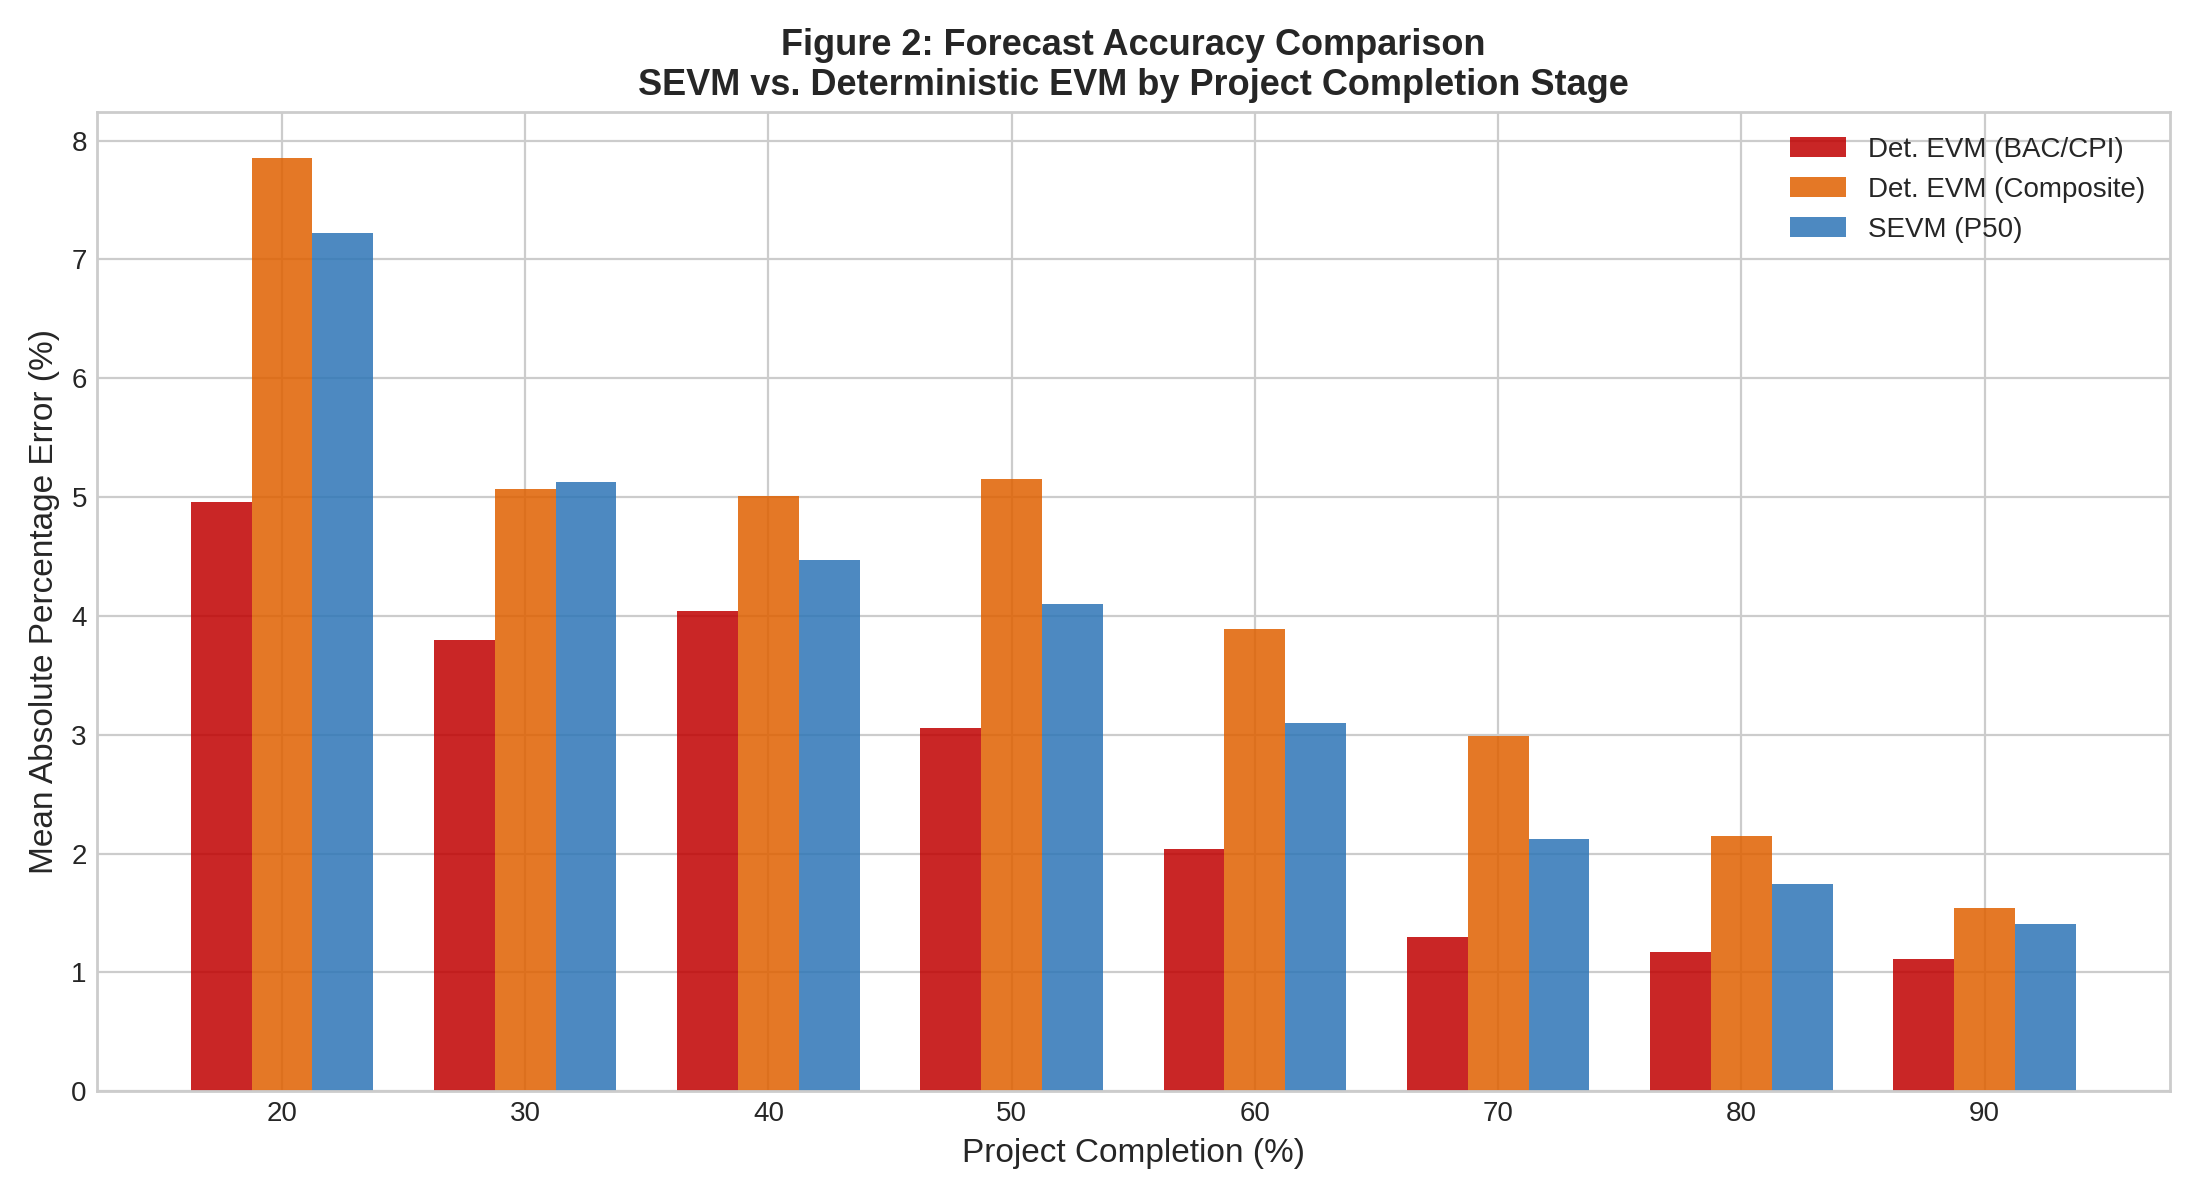 Figure 2: Forecast Accuracy Comparison
SEVM vs. Deterministic EVM by Project Completion Stage
Det. EVM (BAC/CPI)
Det. EVM (Composite)
SEVM (P50)
Mean Absolute Percentage Error (%)
8
7
6
5
4
3
2
1
0
20 30 40 50 60 70 80 90
Project Completion (%)